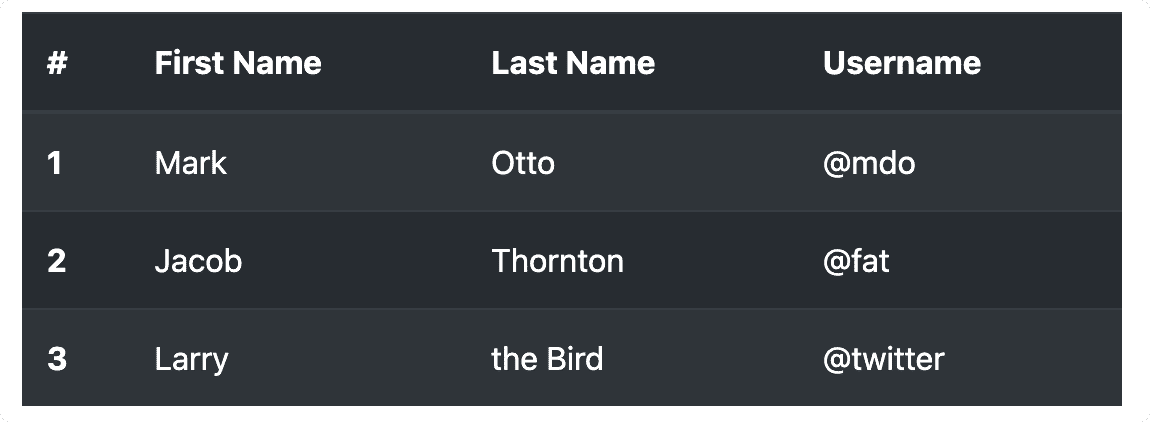 # First Name Last Name Username
1 Mark Otto @mdo
2 Jacob Thornton @fat
3 Larry the Bird @twitter